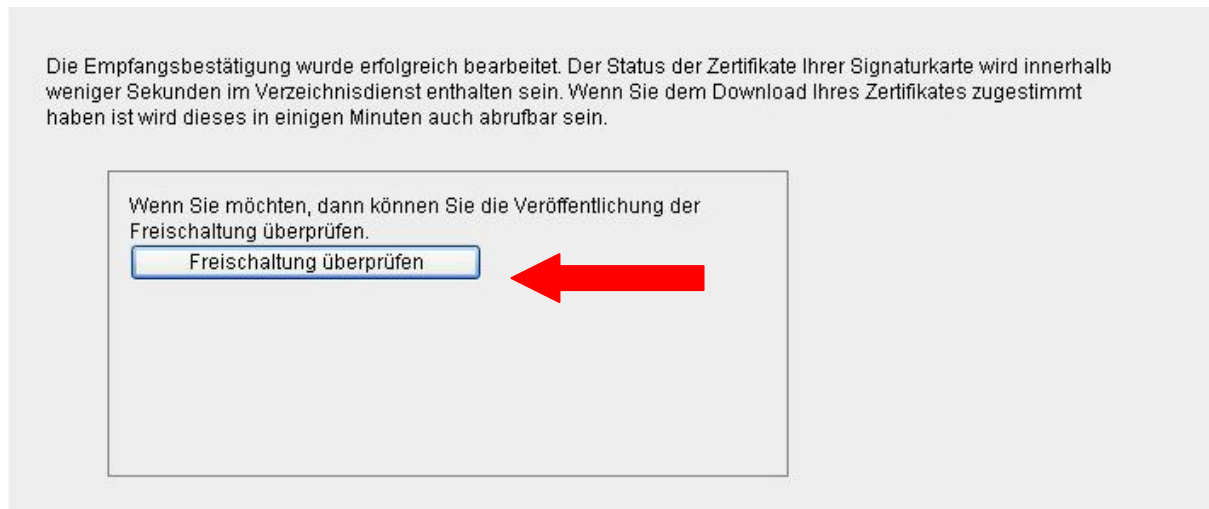 Die Empfangsbestätigung wurde erfolgreich bearbeitet. Der Status der Zertifikate Ihrer Signaturkarte wird innerhalb
weniger Sekunden im Verzeichnisdienst enthalten sein. Wenn Sie dem Download Ihres Zertifikates zugestimmt
haben ist wird dieses in einigen Minuten auch abrufbar sein.
Wenn Sie möchten, dann können Sie die Veröffentlichung der
Freischaltung überprüfen.
Freischaltung überprüfen